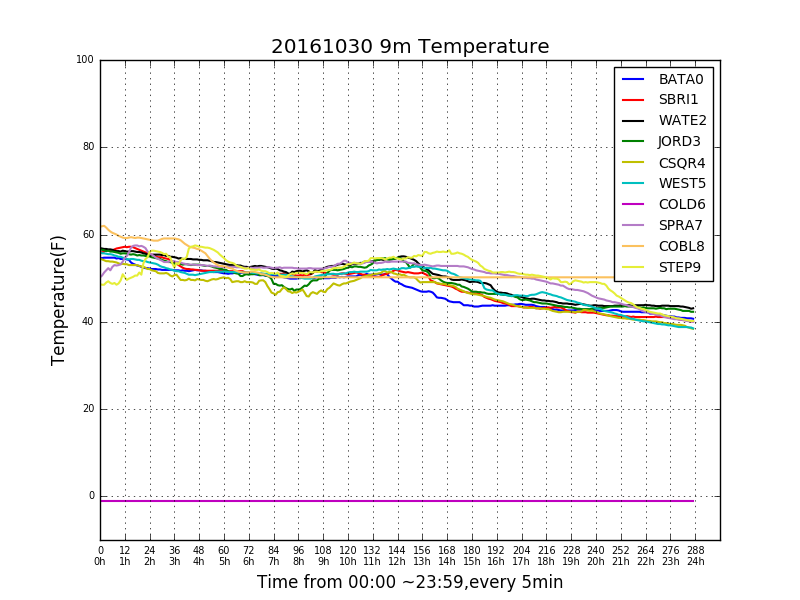 20161030 9m Temperature
100
80
60
40
20
0
Temperature(F)
BATA0
SBRI1
WATE2
JORD3
CSQR4
WEST5
COLD6
SPRA7
COBL8
STEP9
0 12 24 36 48 60 72 84 96 108 120 132 144 156 168 180 192 204 216 228 240 252 264 276 288
0h 1h 2h 3h 4h 5h 6h 7h 8h 9h 10h 11h 12h 13h 14h 15h 16h 17h 18h 19h 20h 21h 22h 23h 24h
Time from 00:00 ~23:59,every 5min